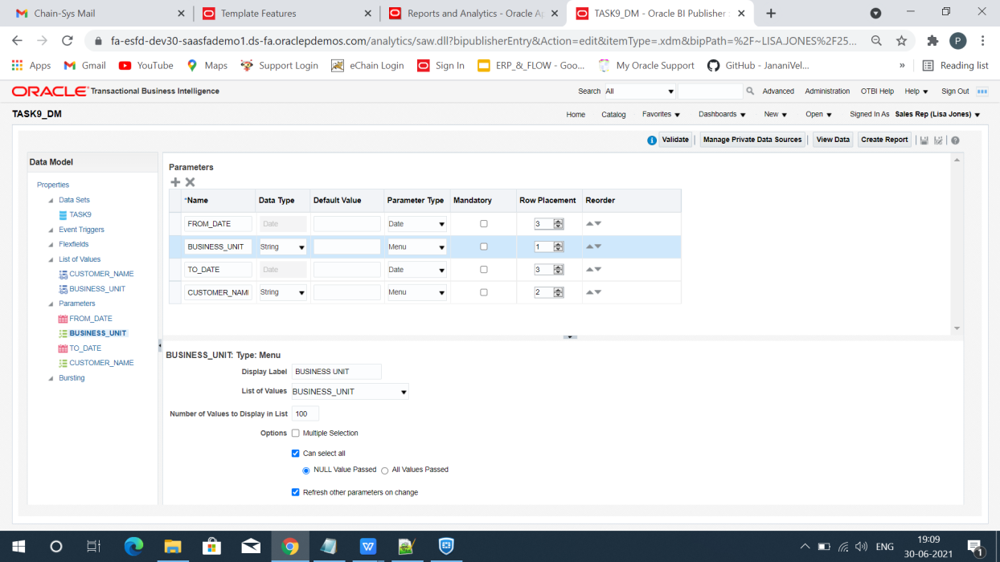 Chain-Sys Mail
Template Features
Reports and Analytics - Oracle Ap
TASK9_DM - Oracle BI Publisher
fa-esfd-dev30-saasfademo1.ds-fa.oraclepdemos.com/analytics/saw.dll?bipublisherEntry&Action=edit&itemType=.xdm&bipPath=%2F~LISA.JONES%2F25...
P
Apps
Gmail
YouTube
Maps
Support Login
eChain Login
Sign In
ERP_&_FLOW - Goo...
My Oracle Support
GitHub - JananiVel...
»
Reading list
ORACLE Transactional Business Intelligence
Search All
Advanced
Administration
OTBI Help
Help
Sign Out
TASK9_DM
Home
Catalog
Favorites
Dashboards
New
Open
Signed In As Sales Rep (Lisa Jones)
Validate
Manage Private Data Sources
View Data
Create Report
Data Model
Properties
Data Sets
TASK9
Event Triggers
Flexfields
List of Values
CUSTOMER_NAME
BUSINESS_UNIT
Parameters
FROM_DATE
BUSINESS_UNIT
TO_DATE
CUSTOMER_NAME
Bursting
Parameters
*Name Data Type Default Value Parameter Type Mandatory Row Placement Reorder
FROM_DATE Date Date 3
BUSINESS_UNIT String Menu 1
TO_DATE Date Date 3
CUSTOMER_NAM String Menu 2
BUSINESS_UNIT: Type: Menu
Display Label BUSINESS UNIT
List of Values BUSINESS_UNIT
Number of Values to Display in List 100
Options Multiple Selection
Can select all
NULL Value Passed All Values Passed
Refresh other parameters on change
ENG
19:09
30-06-2021
1